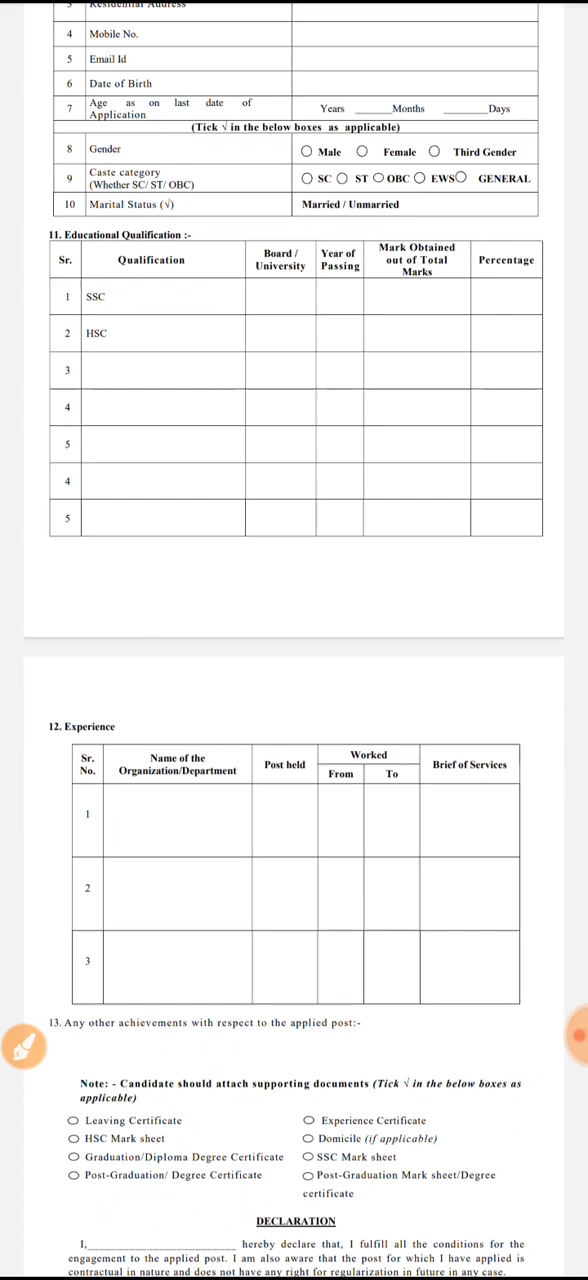 3 Residential Address
4 Mobile No.
5 Email Id
6 Date of Birth
7 Age as on last date of Application Years ______Months _______Days
(Tick √ in the below boxes as applicable)
8 Gender Male Female Third Gender
9 Caste category (Whether SC/ ST/ OBC) SC ST OBC EWS GENERAL
10 Marital Status (√) Married / Unmarried
11. Educational Qualification :-
Sr. Qualification Board / University Year of Passing Mark Obtained out of Total Marks Percentage
1 SSC
2 HSC
3
4
5
4
5
12. Experience
Sr. No. Name of the Organization/Department Post held Worked From To Brief of Services
1
2
3
13. Any other achievements with respect to the applied post:-
Note: - Candidate should attach supporting documents (Tick √ in the below boxes as
applicable)
Leaving Certificate Experience Certificate
HSC Mark sheet Domicile (if applicable)
Graduation/Diploma Degree Certificate SSC Mark sheet
Post-Graduation/ Degree Certificate Post-Graduation Mark sheet/Degree
certificate
DECLARATION
I,_________________________ hereby declare that, I fulfill all the conditions for the
engagement to the applied post. I am also aware that the post for which I have applied is
contractual in nature and does not have any right for regularization in future in any case.